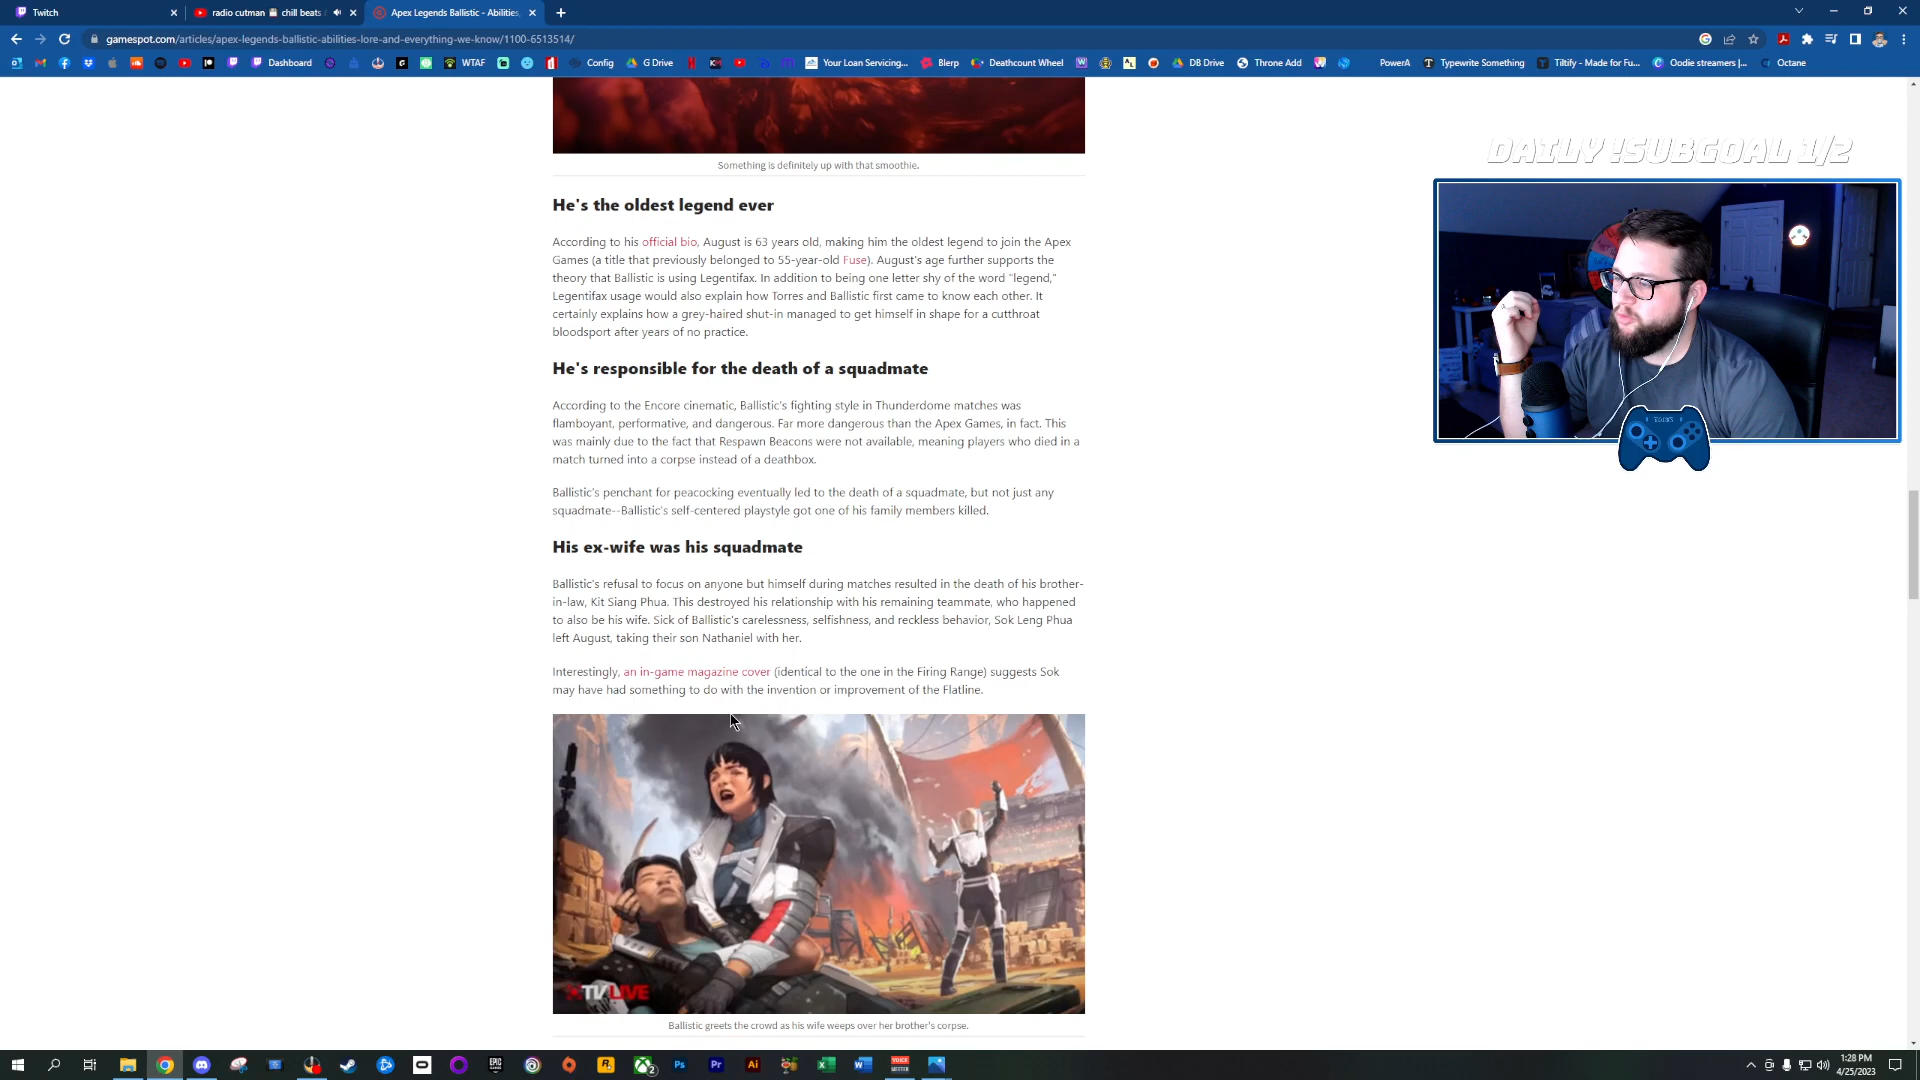 Twitch
radio cutman 💾 chill beats
Apex Legends Ballistic - Abilities,
gamespot.com/articles/apex-legends-ballistic-abilities-lore-and-everything-we-know/1100-6513514/
Dashboard
WTAF
Config
G Drive
Your Loan Servicing...
Blerp
Deathcount Wheel
DB Drive
Throne Add
PowerA
Typewrite Something
Tiltify - Made for Fu...
Oodie streamers |...
Octane
DAILY !SUBGOAL 1/2
Something is definitely up with that smoothie.
He's the oldest legend ever
According to his official bio, August is 63 years old, making him the oldest legend to join the Apex
Games (a title that previously belonged to 55-year-old Fuse). August's age further supports the
theory that Ballistic is using Legentifax. In addition to being one letter shy of the word "legend,"
Legentifax usage would also explain how Torres and Ballistic first came to know each other. It
certainly explains how a grey-haired shut-in managed to get himself in shape for a cutthroat
bloodsport after years of no practice.
He's responsible for the death of a squadmate
According to the Encore cinematic, Ballistic's fighting style in Thunderdome matches was
flamboyant, performative, and dangerous. Far more dangerous than the Apex Games, in fact. This
was mainly due to the fact that Respawn Beacons were not available, meaning players who died in a
match turned into a corpse instead of a deathbox.
Ballistic's penchant for peacocking eventually led to the death of a squadmate, but not just any
squadmate--Ballistic's self-centered playstyle got one of his family members killed.
His ex-wife was his squadmate
Ballistic's refusal to focus on anyone but himself during matches resulted in the death of his brother-
in-law, Kit Siang Phua. This destroyed his relationship with his remaining teammate, who happened
to also be his wife. Sick of Ballistic's carelessness, selfishness, and reckless behavior, Sok Leng Phua
left August, taking their son Nathaniel with her.
Interestingly, an in-game magazine cover (identical to the one in the Firing Range) suggests Sok
may have had something to do with the invention or improvement of the Flatline.
TV LIVE
Ballistic greets the crowd as his wife weeps over her brother's corpse.
1:28 PM
4/25/2023